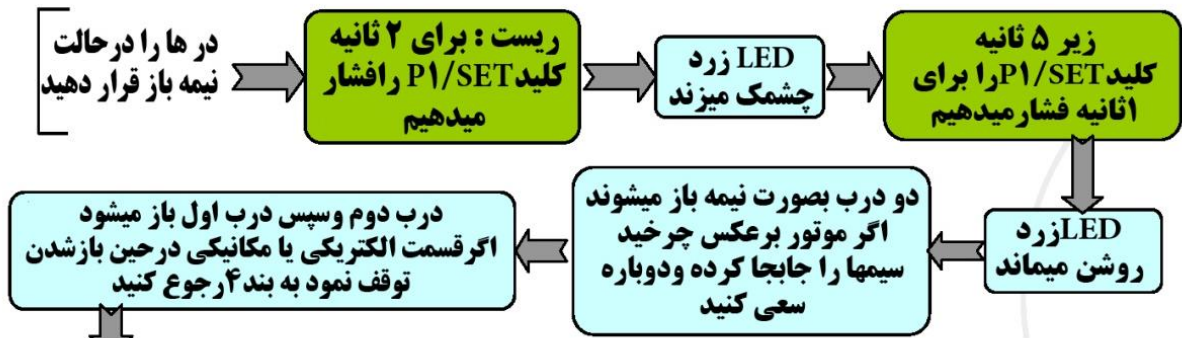 در ها را درحالت
نیمه باز قرار دهید
ریست : برای ۲ ثانیه
کلید P۱/SET رافشار
میدهیم
LED زرد
چشمک میزند
زیر ۵ ثانیه
کلید P۱/SET را برای
۱ثانیه فشارمیدهیم
LED زرد
روشن میماند
دو درب بصورت نیمه باز میشوند
اگر موتور برعکس چرخید
سیمها را جابجا کرده ودوباره
سعی کنید
درب دوم وسپس درب اول باز میشود
اگرقسمت الکتریکی یا مکانیکی درحین بازشدن
توقف نمود به بند۴رجوع کنید